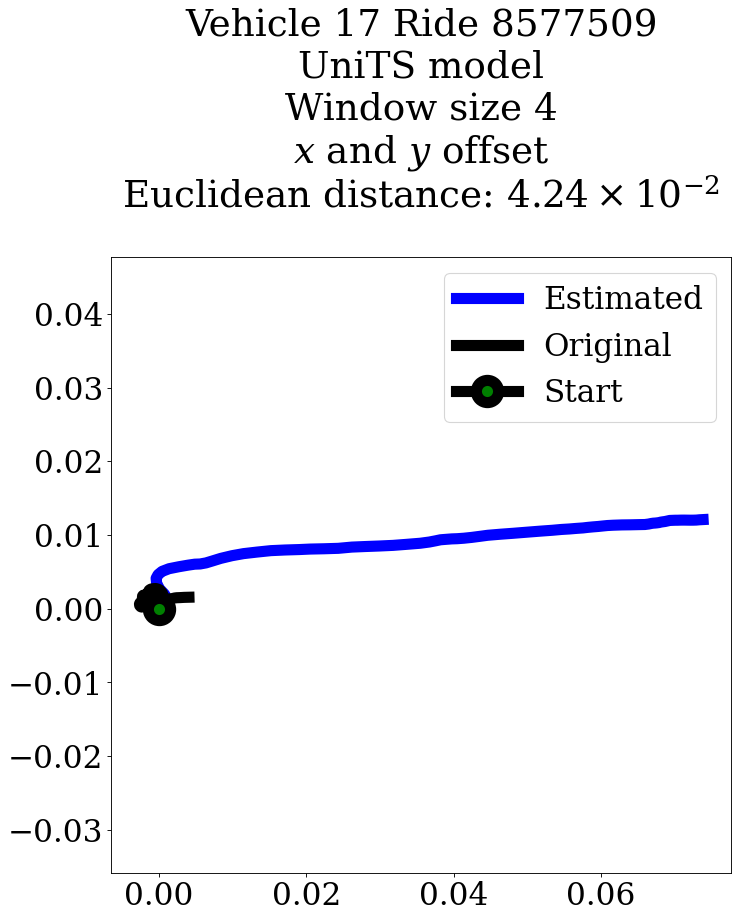 Vehicle 17 Ride 8577509
UniTS model
Window size 4
x and y offset
Euclidean distance: 4.24 × 10⁻²
Estimated
Original
Start
0.04
0.03
0.02
0.01
0.00
−0.01
−0.02
−0.03
0.00 0.02 0.04 0.06